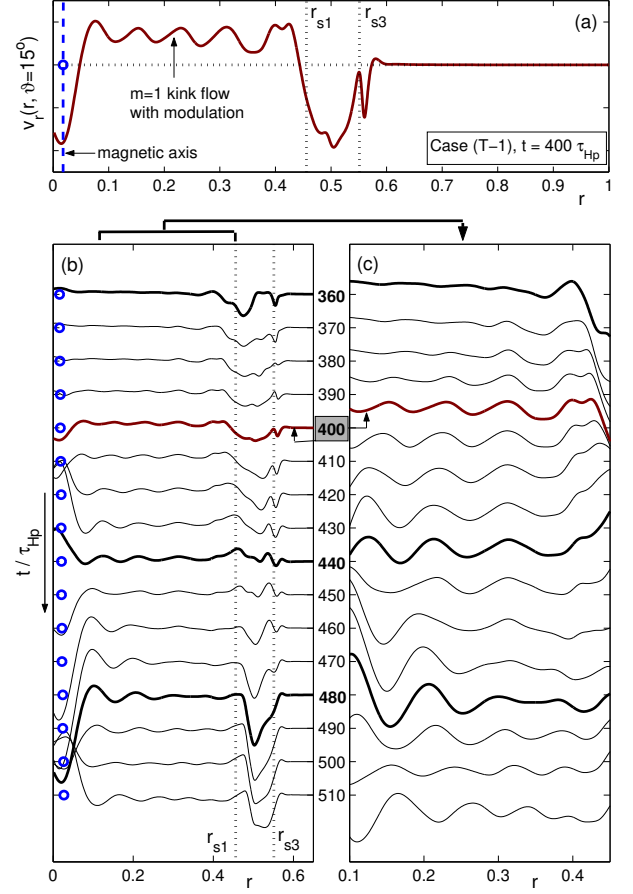 r_s1 r_s3
(a)
v_r(r, ϑ=15°)
m=1 kink flow
with modulation
magnetic axis
Case (T−1), t = 400 τ_Hp
0 0.1 0.2 0.3 0.4 0.5 0.6 0.7 0.8 0.9 1
r
(b) (c)
360
370
380
390
400
410
420
430
440
450
460
470
480
490
500
510
t / τ_Hp
r_s1 r_s3
0 0.2 0.4 0.6
r
0.1 0.2 0.3 0.4
r